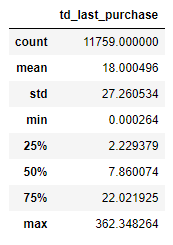 td_last_purchase
count 11759.000000
mean 18.000496
std 27.260534
min 0.000264
25% 2.229379
50% 7.860074
75% 22.021925
max 362.348264